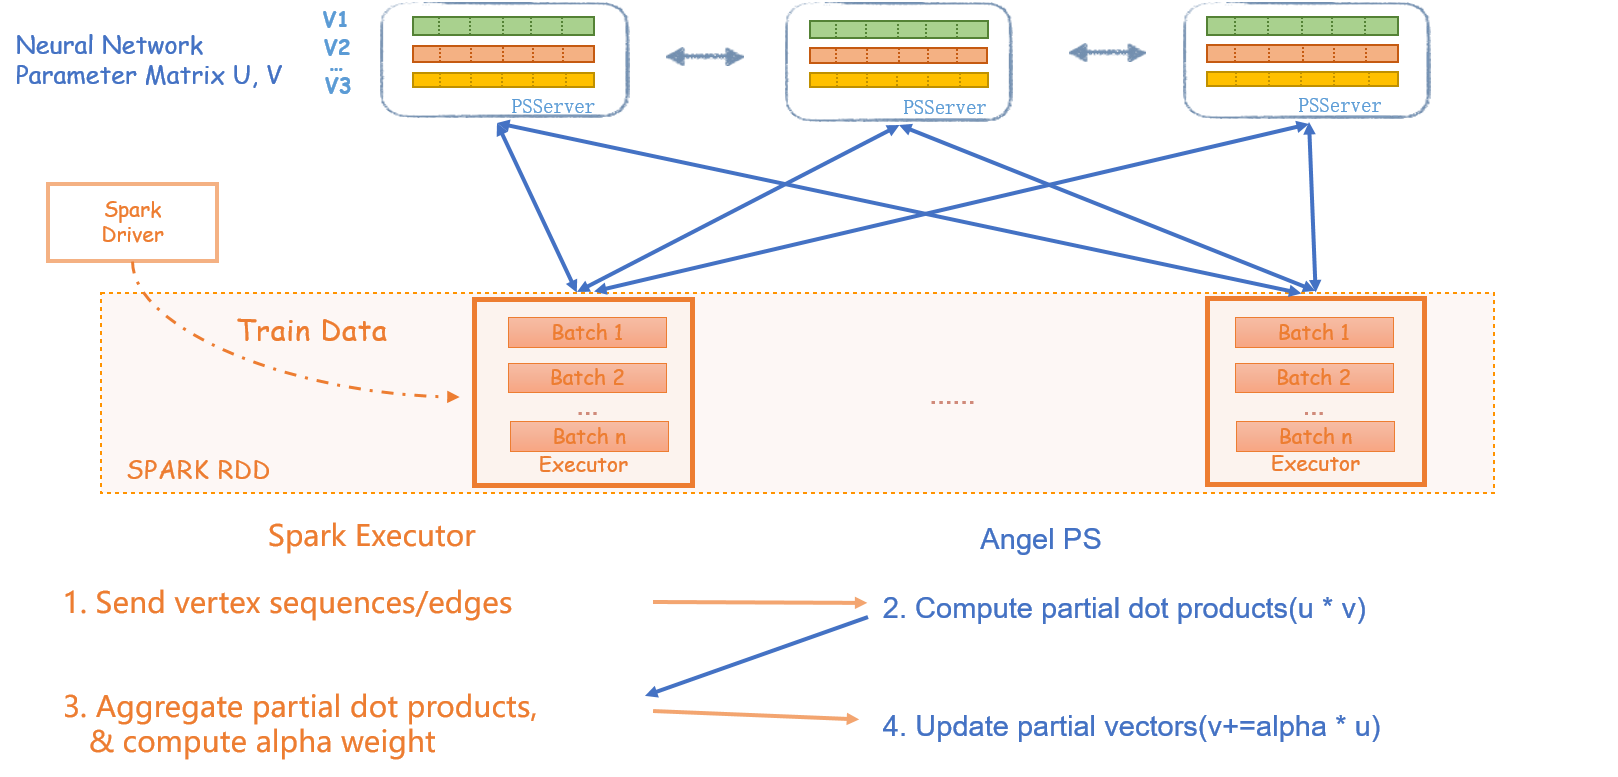 Neural Network
Parameter Matrix U, V
V1
V2
...
V3
PSServer
PSServer
PSServer
Spark
Driver
Train Data
SPARK RDD
Batch 1
Batch 2
...
Batch n
Executor
......
Batch 1
Batch 2
...
Batch n
Executor
Spark Executor
Angel PS
1. Send vertex sequences/edges
2. Compute partial dot products(u * v)
3. Aggregate partial dot products,
& compute alpha weight
4. Update partial vectors(v+=alpha * u)